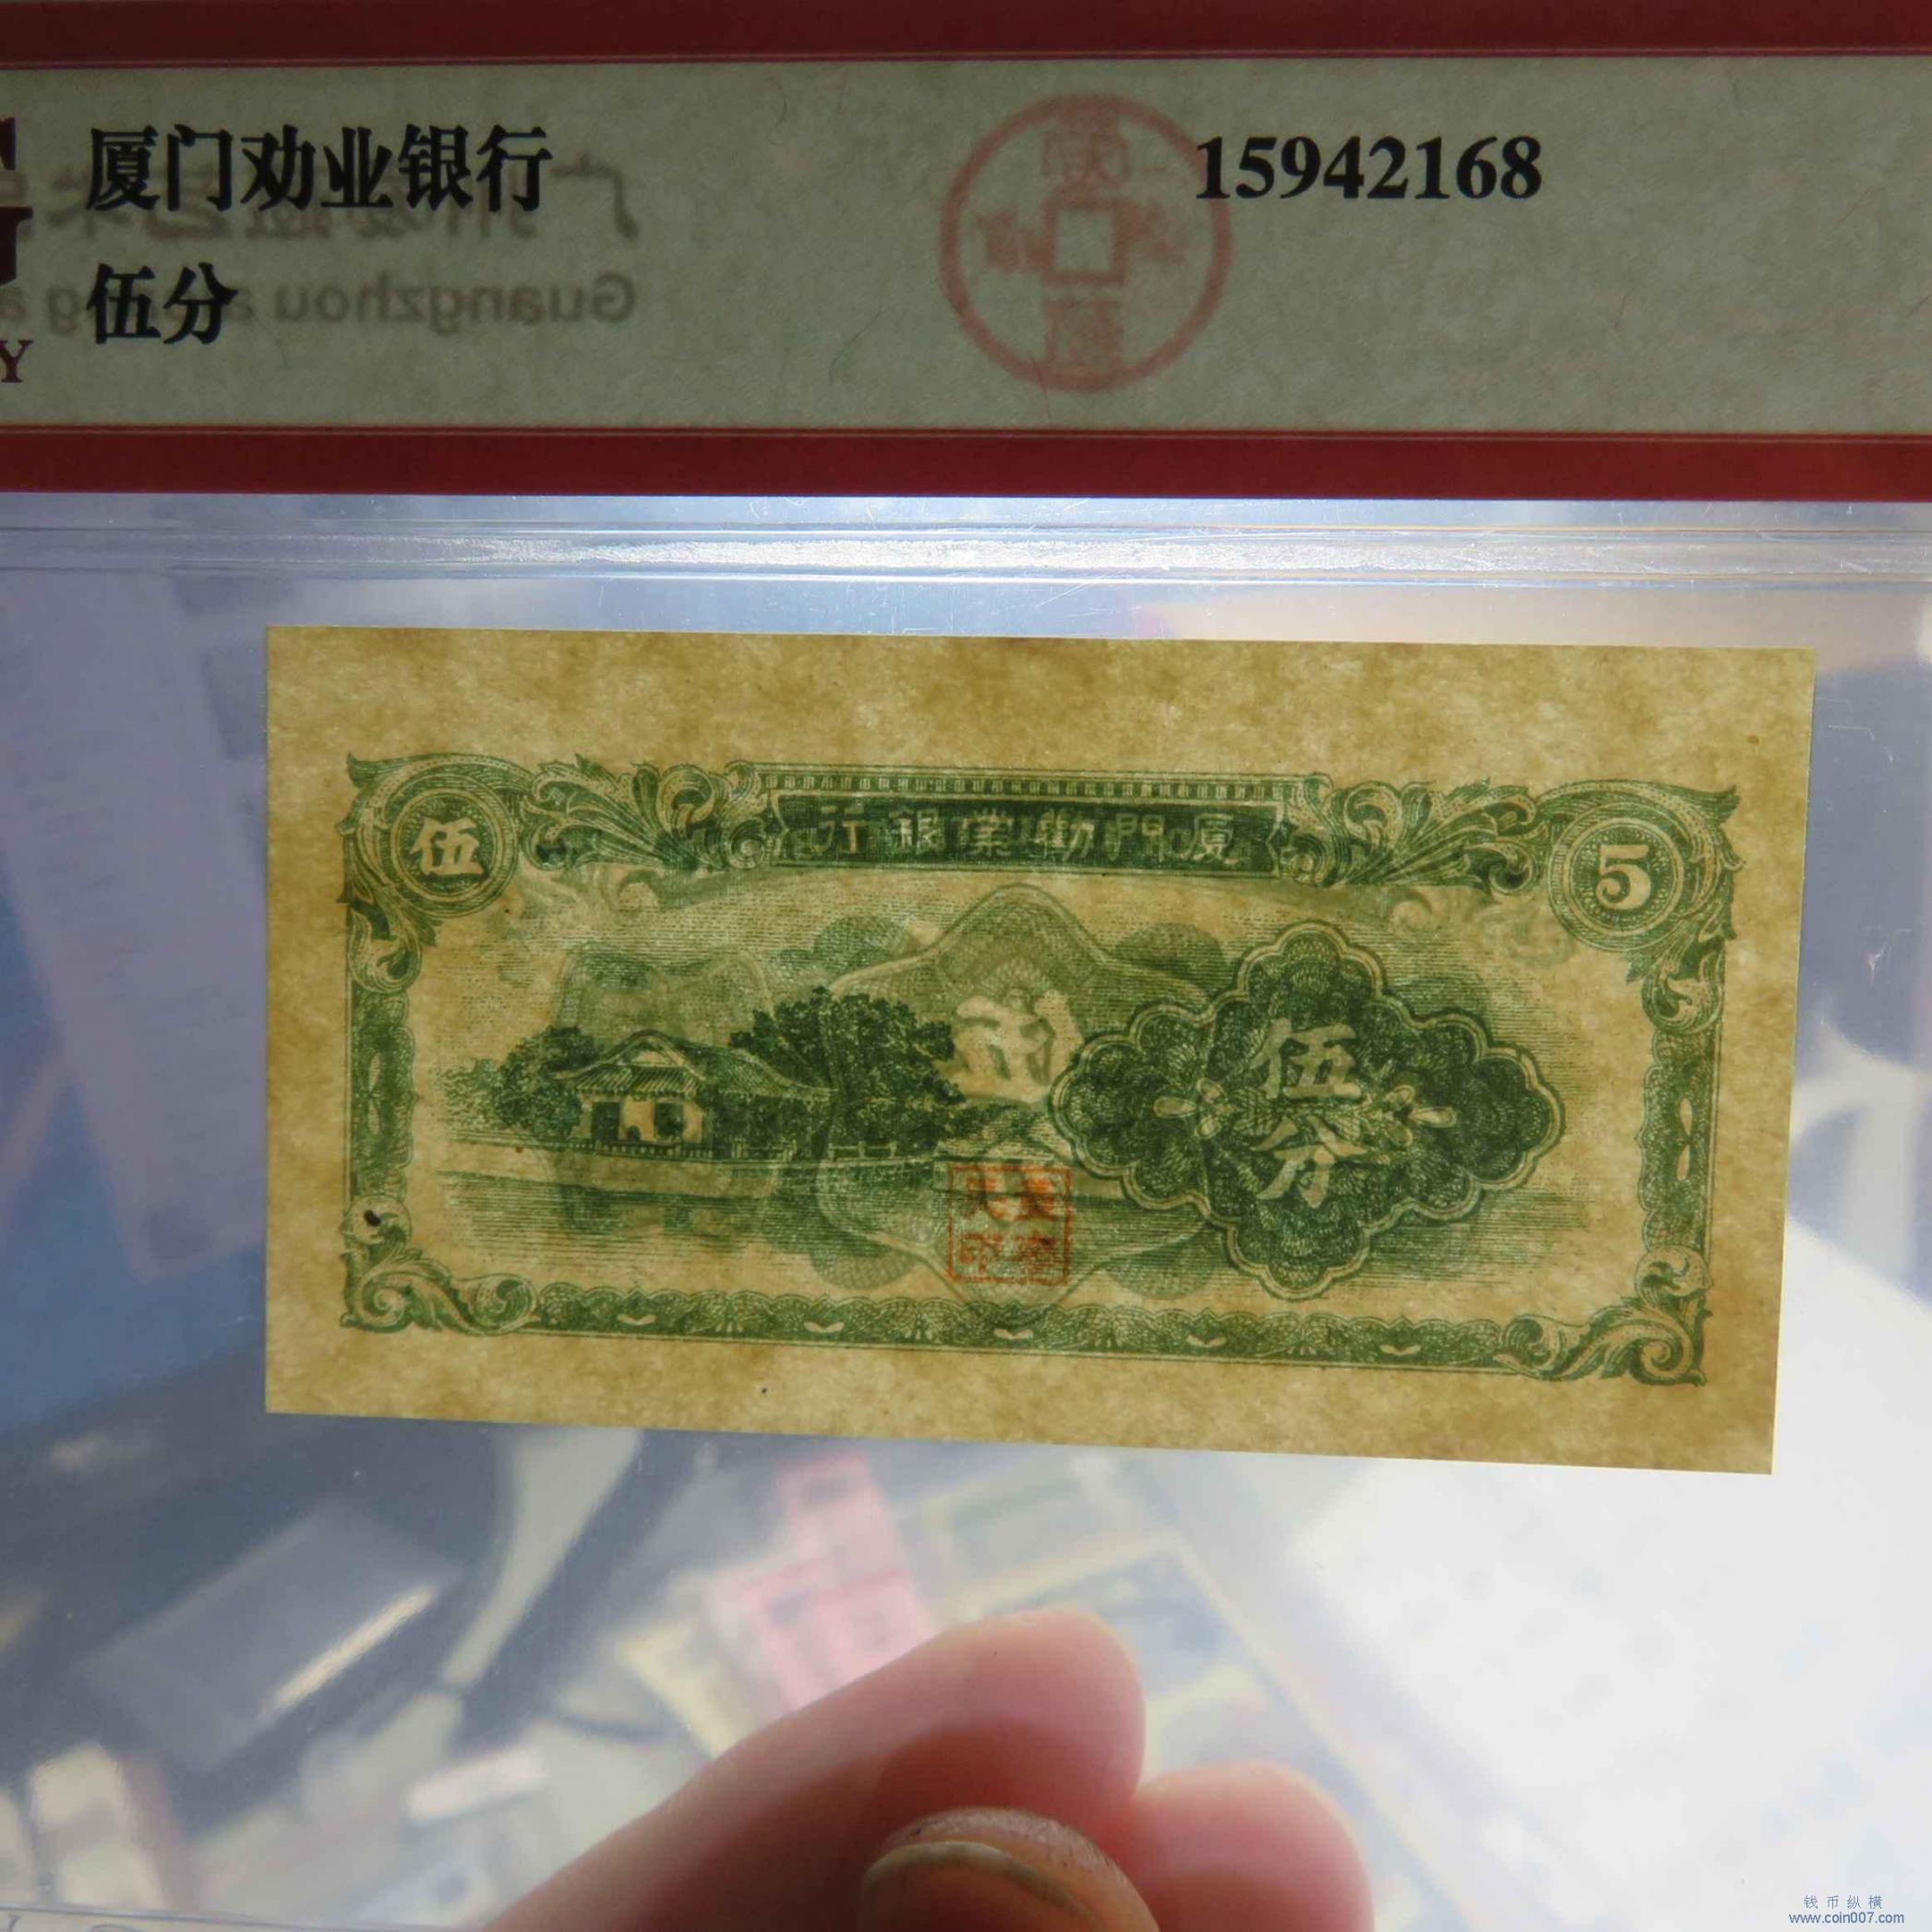 厦门劝业银行
15942168
伍分
Y
Guangzhou
行銀業勸門廈
伍
5
伍
分
钱币纵横
www.coin007.com